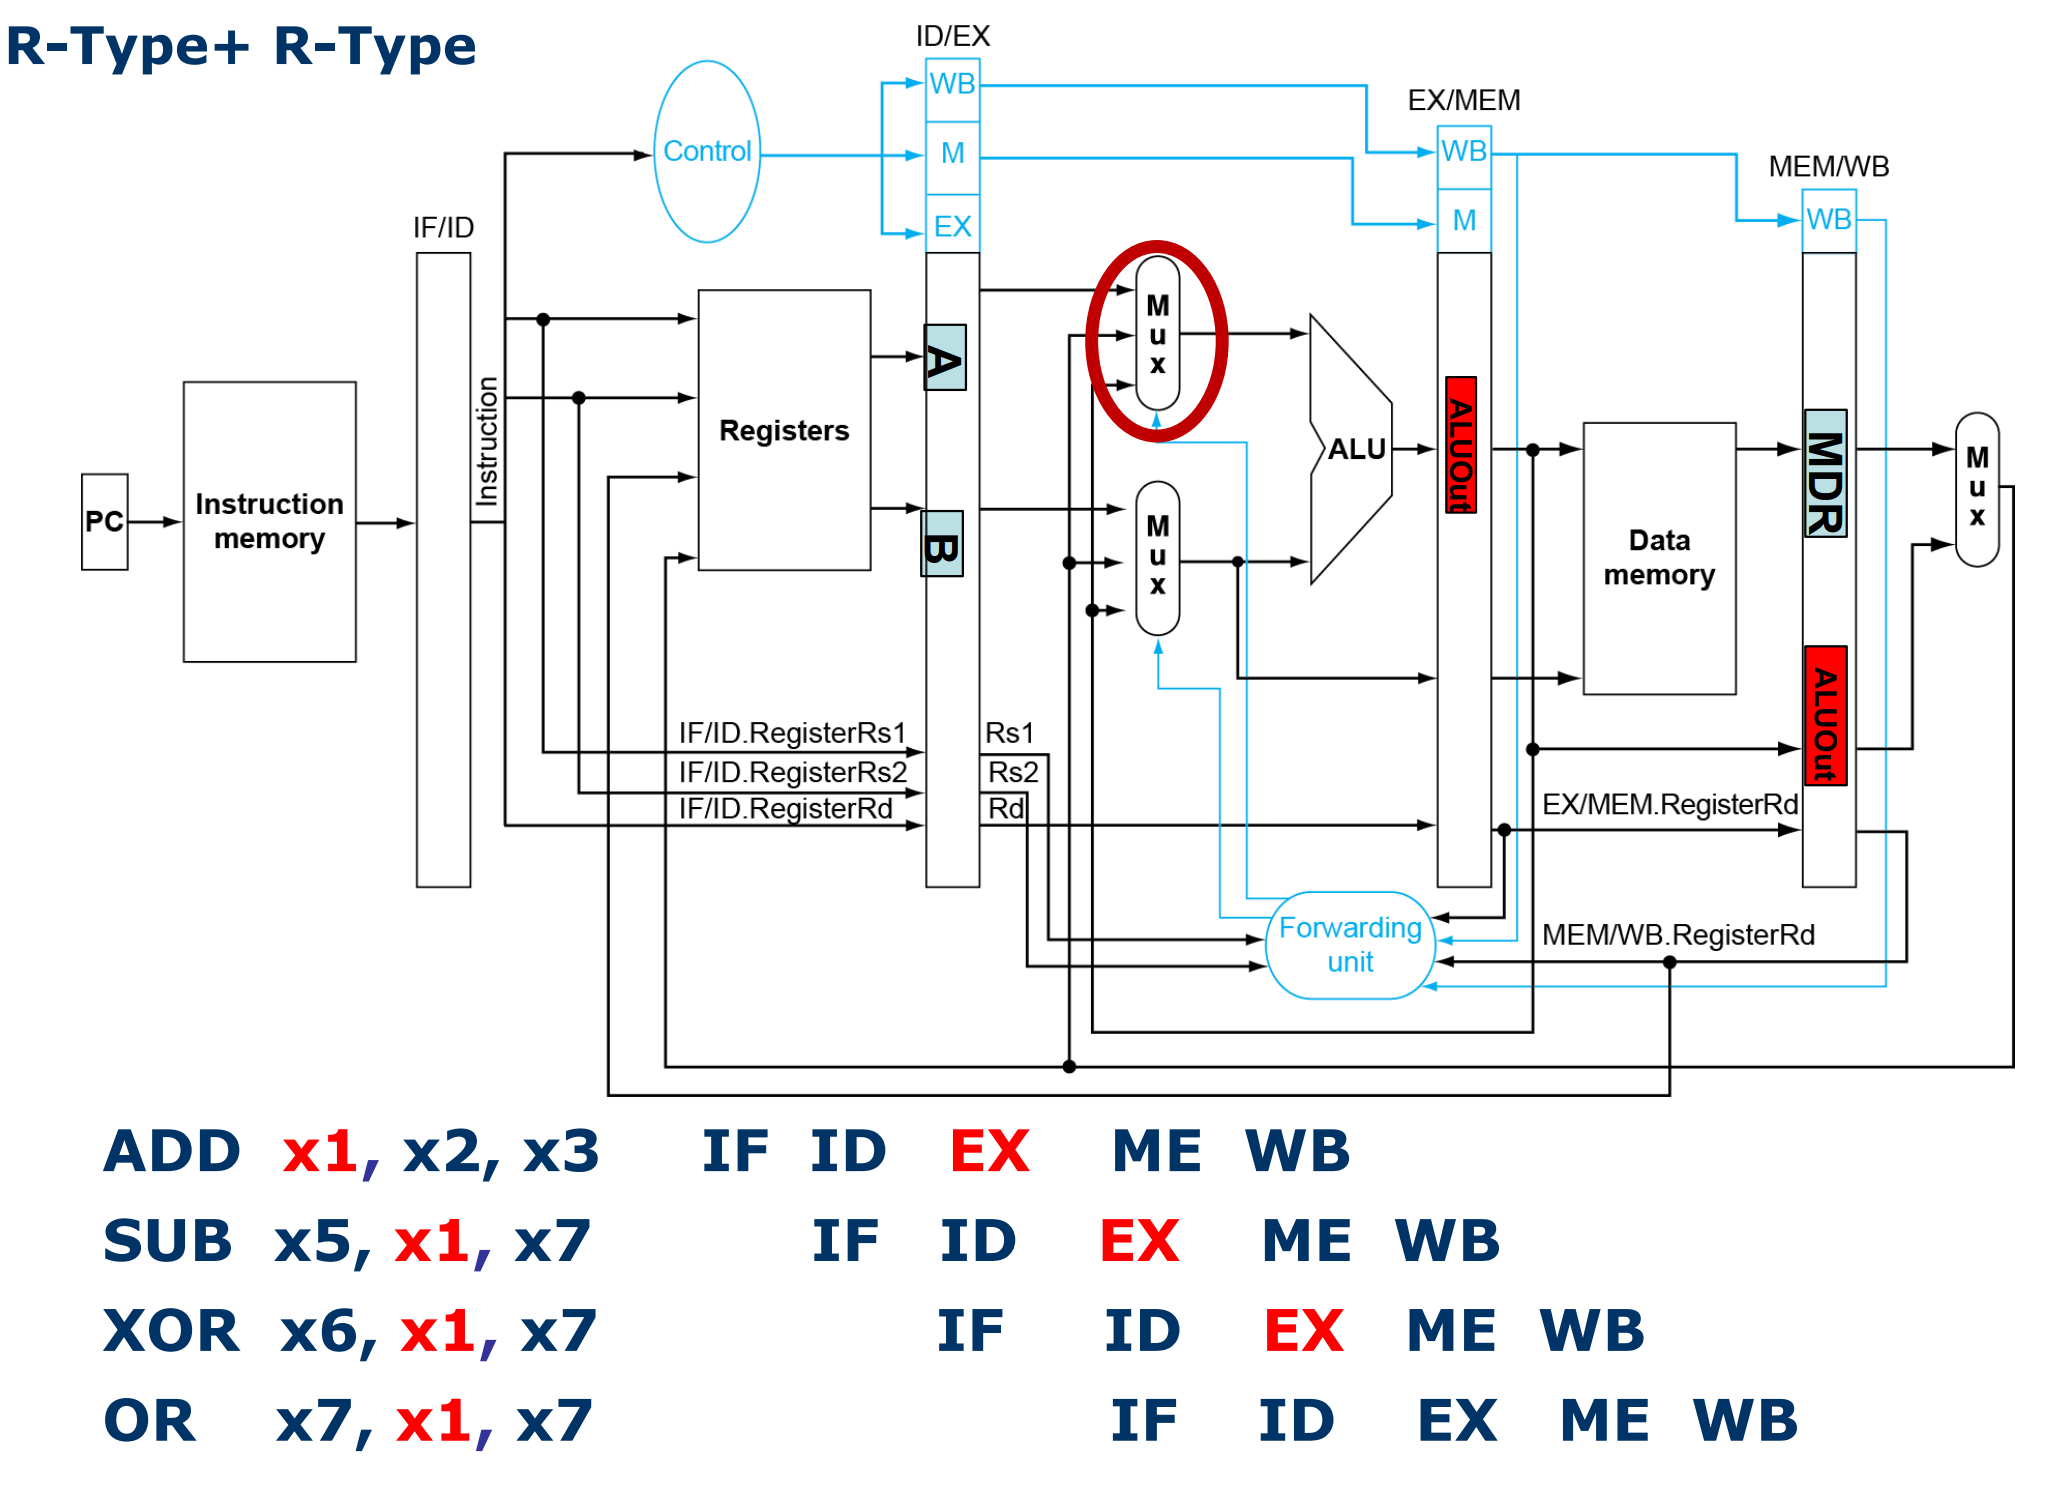 R-Type+ R-Type
ID/EX
WB
EX/MEM
Control
M
WB
MEM/WB
IF/ID
EX
M
WB
Mux
A
Instruction
Registers
ALU
ALUOut
MDR
Mux
PC
Instruction
memory
B
Mux
Data
memory
ALUOut
IF/ID.RegisterRs1
Rs1
IF/ID.RegisterRs2
Rs2
IF/ID.RegisterRd
Rd
EX/MEM.RegisterRd
Forwarding
unit
MEM/WB.RegisterRd
ADD x1, x2, x3 IF ID EX ME WB
SUB x5, x1, x7 IF ID EX ME WB
XOR x6, x1, x7 IF ID EX ME WB
OR x7, x1, x7 IF ID EX ME WB